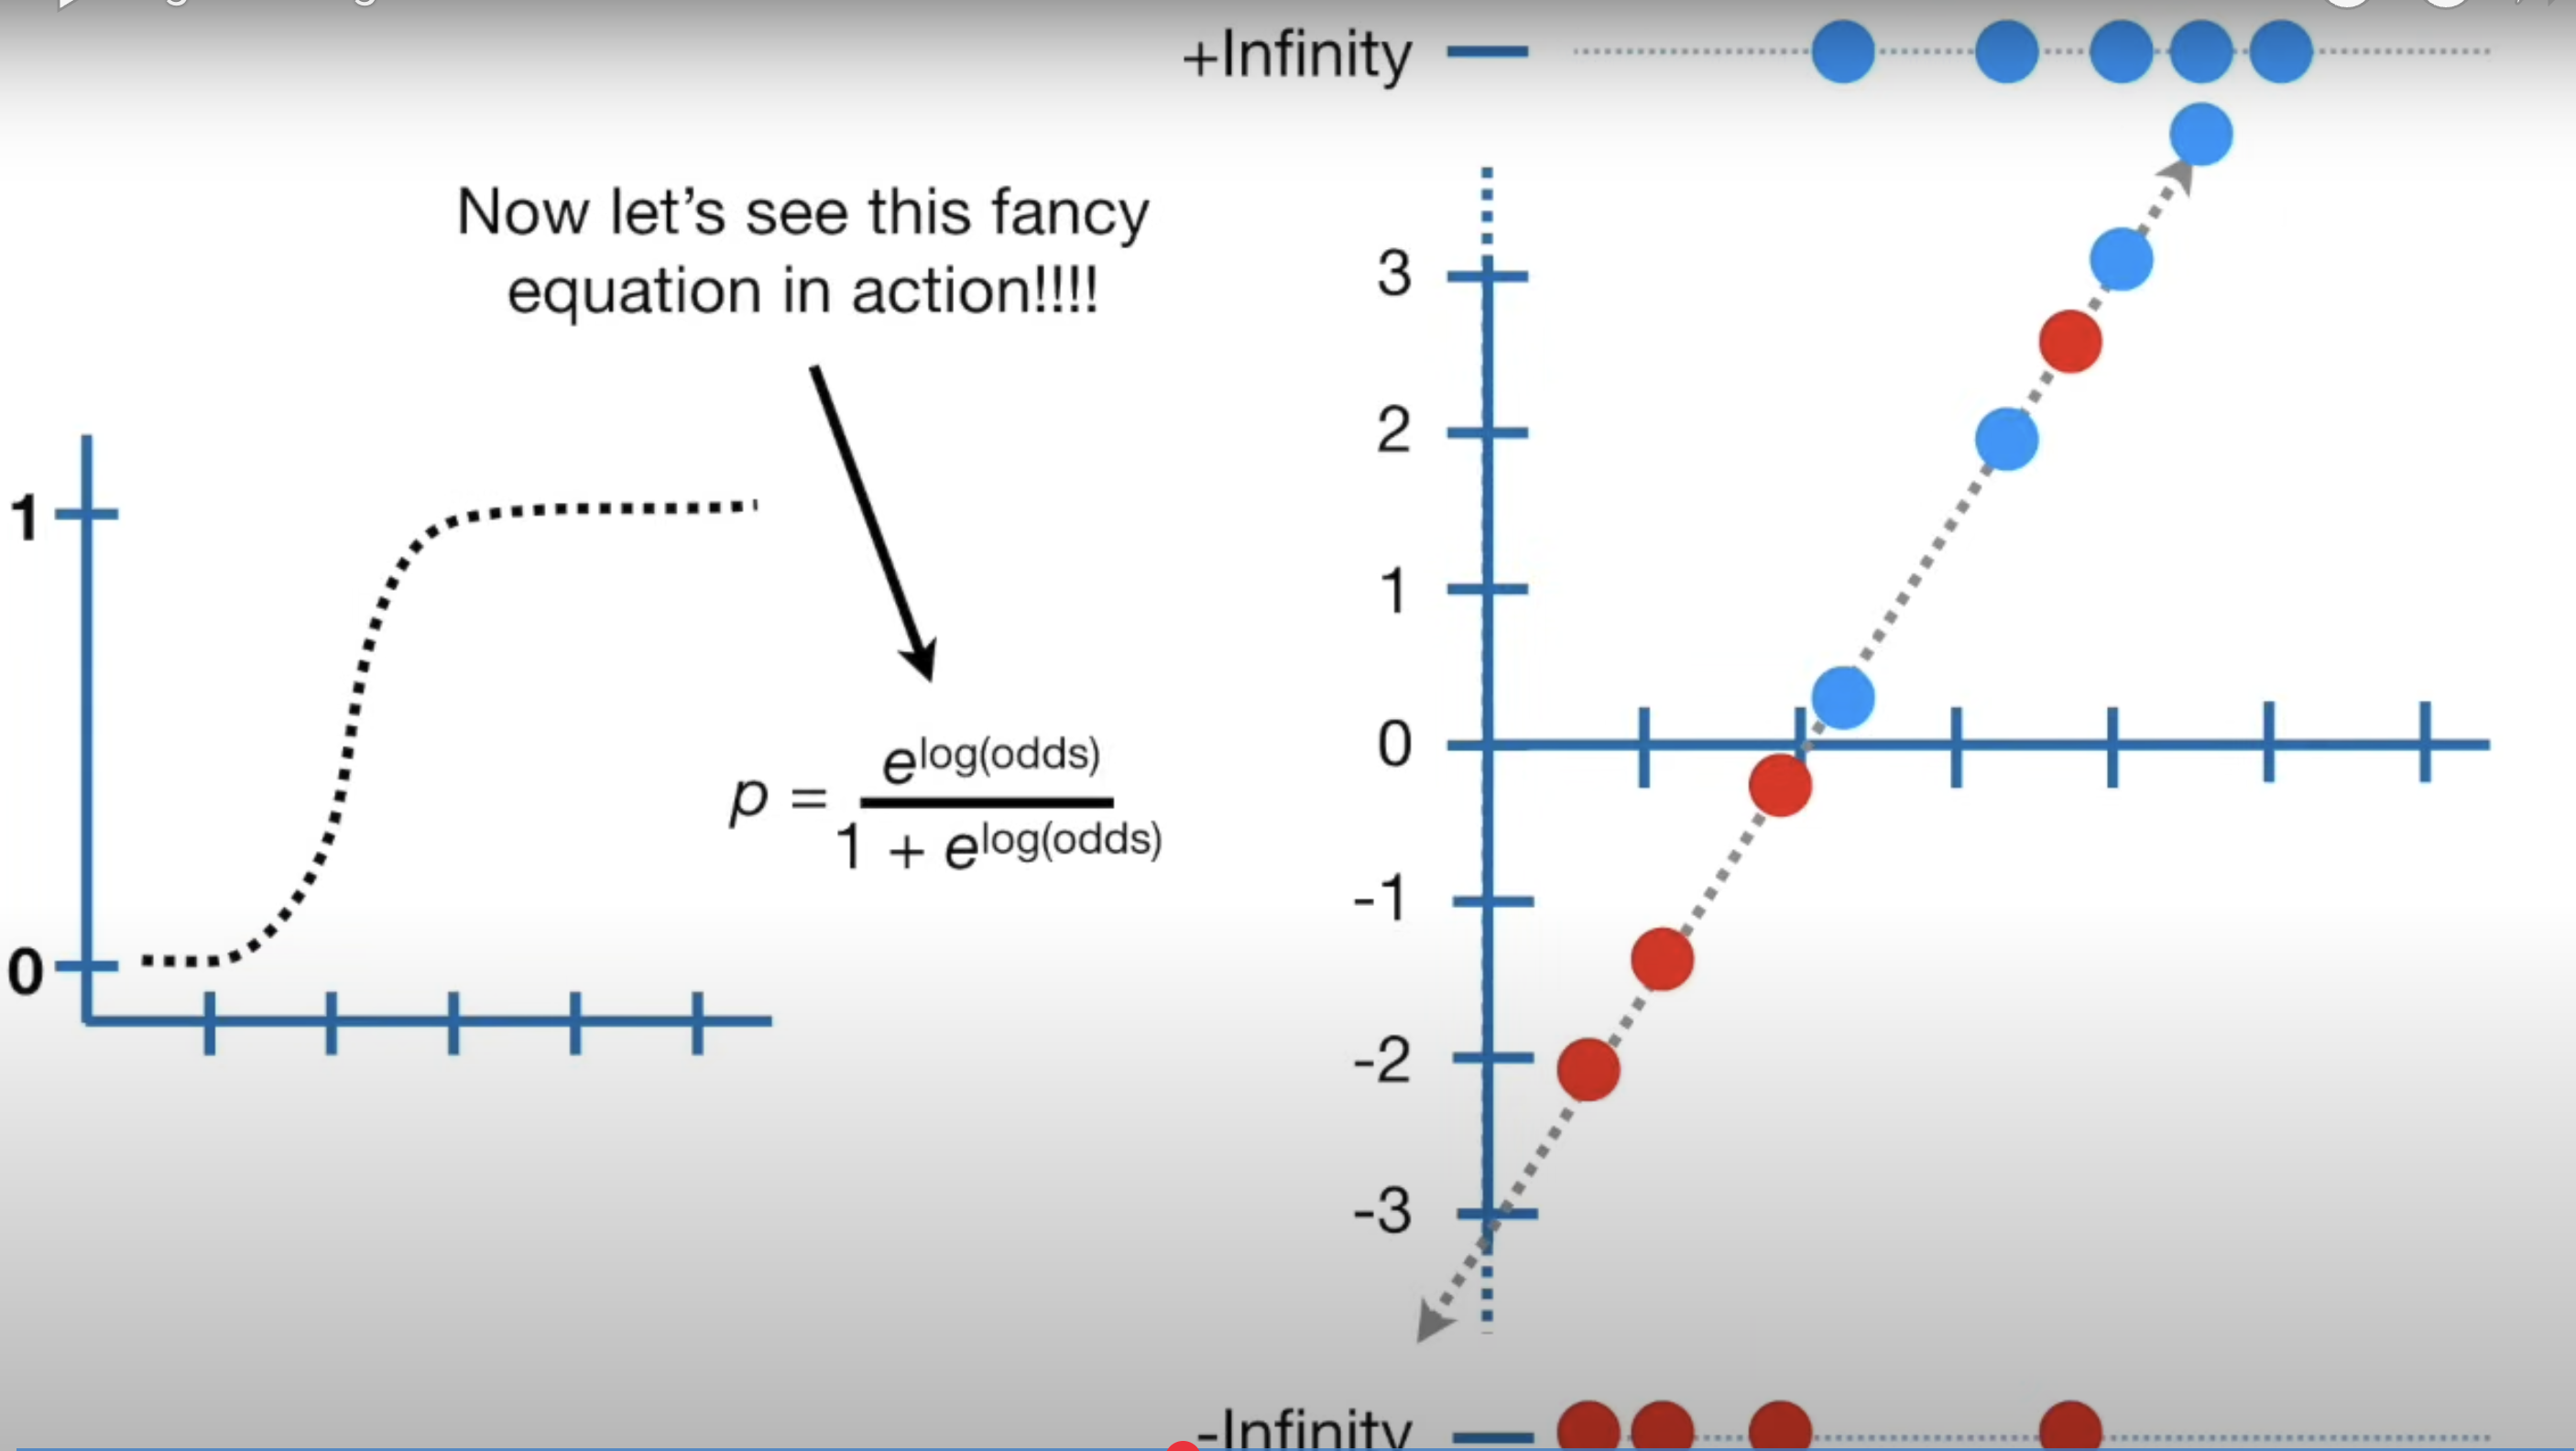 Now let’s see this fancy
equation in action!!!!
1
0
p = e^log(odds) / 1 + e^log(odds)
+Infinity
3
2
1
0
-1
-2
-3
-Infinity